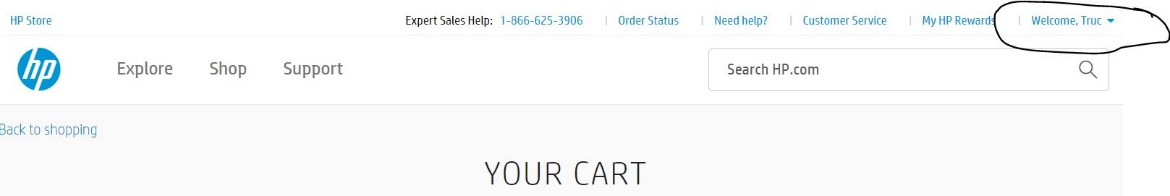 HP Store Expert Sales Help: 1-866-625-3906 | Order Status | Need help? | Customer Service | My HP Rewards | Welcome, Truc
hp Explore Shop Support Search HP.com
Back to shopping
YOUR CART